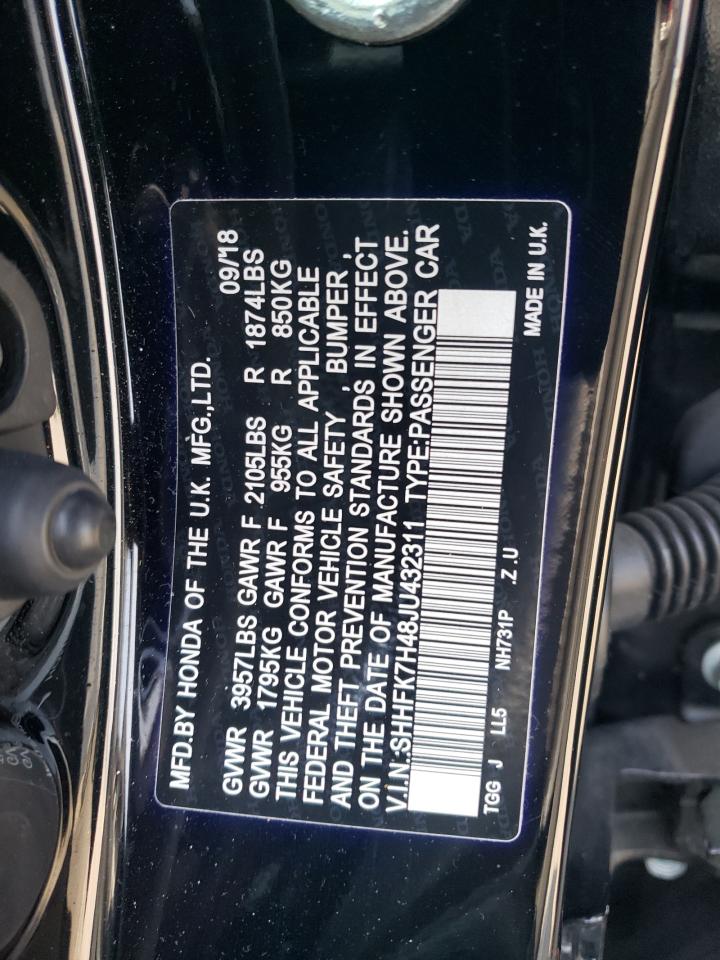 MFD.BY HONDA OF THE U.K. MFG.,LTD.
09/18
GVWR 3957LBS GAWR F 2105LBS R 1874LBS
GVWR 1795KG GAWR F 955KG R 850KG
THIS VEHICLE CONFORMS TO ALL APPLICABLE
FEDERAL MOTOR VEHICLE SAFETY , BUMPER ,
AND THEFT PREVENTION STANDARDS IN EFFECT
ON THE DATE OF MANUFACTURE SHOWN ABOVE.
V.I.N.:SHHFK7H48JU432311 TYPE:PASSENGER CAR
TGG J LL5 NH731P Z.U
MADE IN U.K.